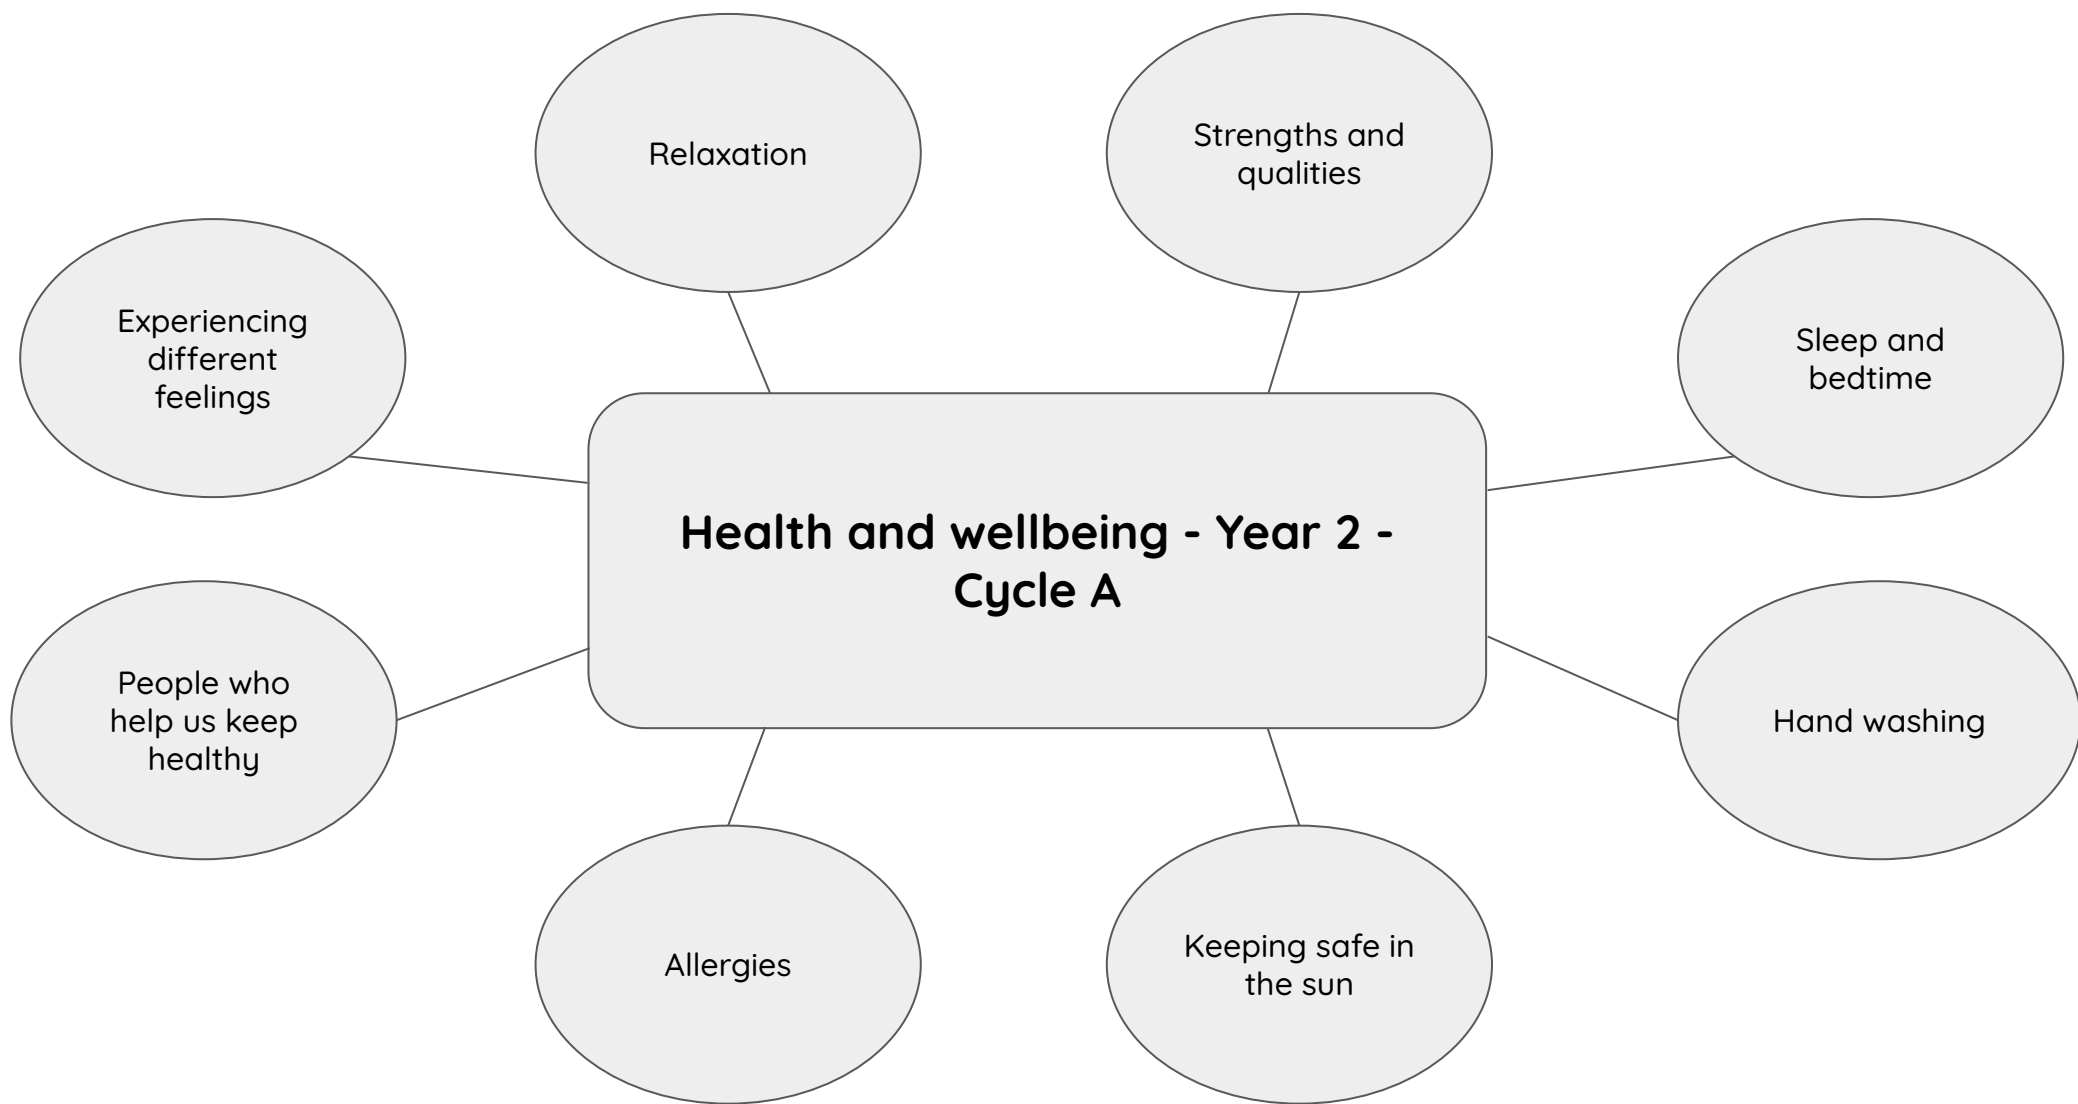 Relaxation
Strengths and
qualities
Experiencing
different
feelings
Sleep and
bedtime
Health and wellbeing - Year 2 -
Cycle A
People who
help us keep
healthy
Hand washing
Allergies
Keeping safe in
the sun